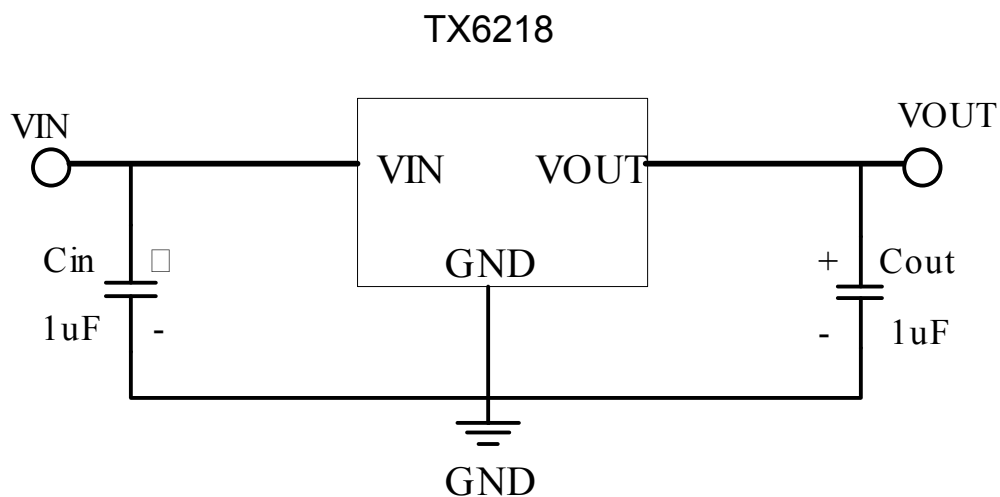 TX6218
VIN
VOUT
VIN
VOUT
Cin
□
GND
+
Cout
1uF
-
-
1uF
GND